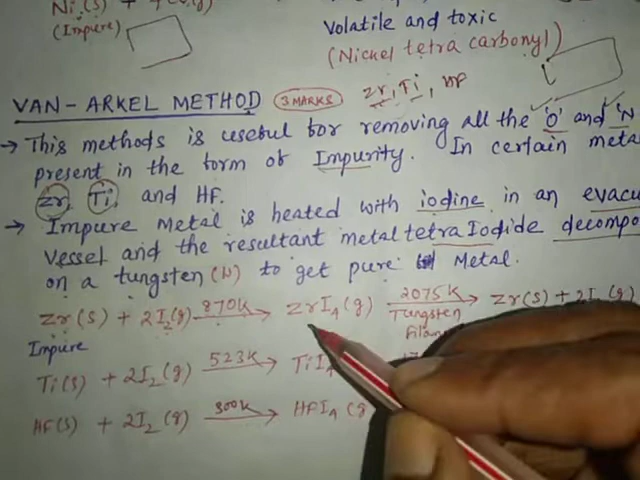 Ni (s) +
(Impure)
Volatile and toxic
(Nickel tetra carbonyl)
Zr, Ti, HF
VAN-ARKEL METHOD 3 MARKS
→ This methods is useful for removing all the 'O' and 'N
present in the form of Impurity. In certain meta
Zr, Ti, and HF.
→ Impure Metal is heated with iodine in an evacu
vessel and the resultant metal tetra Iodide decompo
on a tungsten (W) to get pure Metal.
Zr(s) + 2I2(g) 870K → ZrI4(g) 2075K → Zr(s) + 2I2(g)
Tungsten
Impure
Ti(s) + 2I2(g) 523K → TiI4
HF(s) + 2I2(g) 300K → HFI4 (g